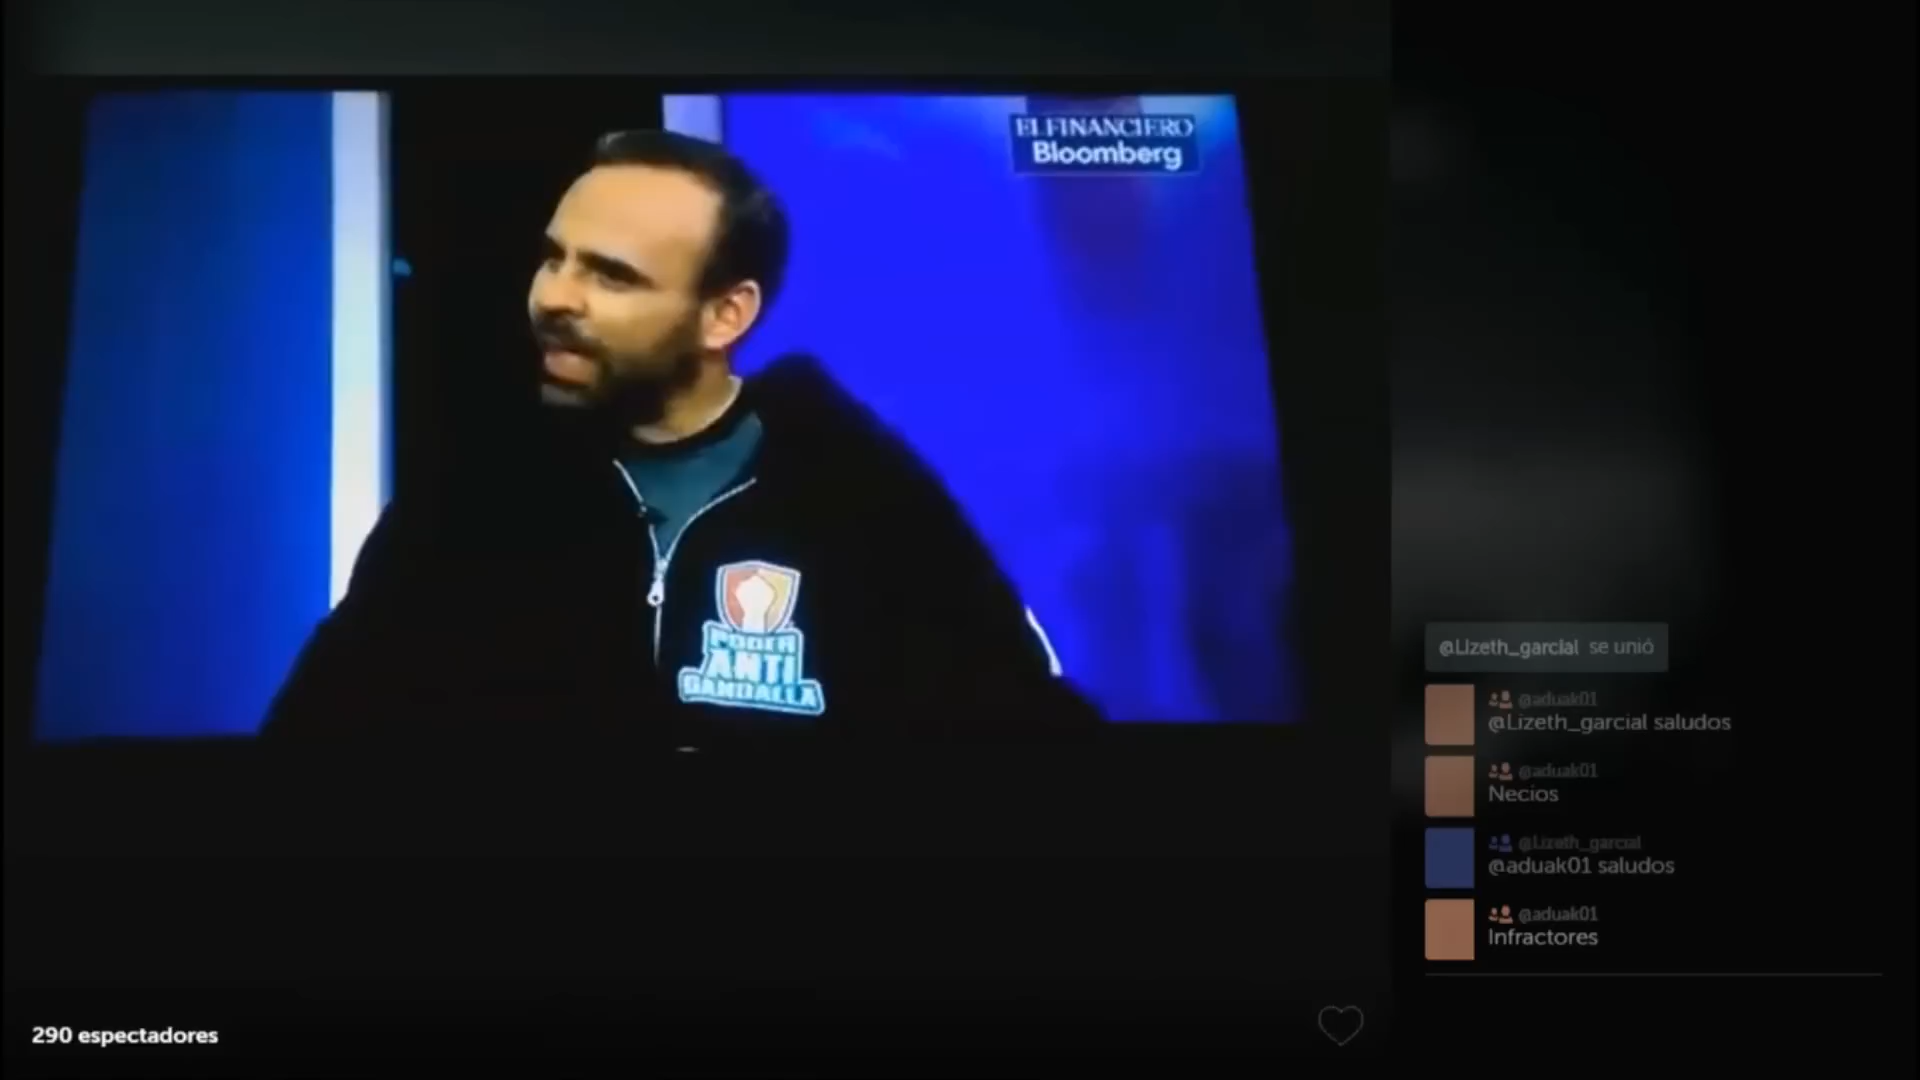 EL FINANCIERO
Bloomberg
PODER
ANTI
GANDALLA
@Lizeth_garcial se unió
@aduak01
@Lizeth_garcial saludos
@aduak01
Necios
@Lizeth_garcial
@aduak01 saludos
@aduak01
Infractores
290 espectadores